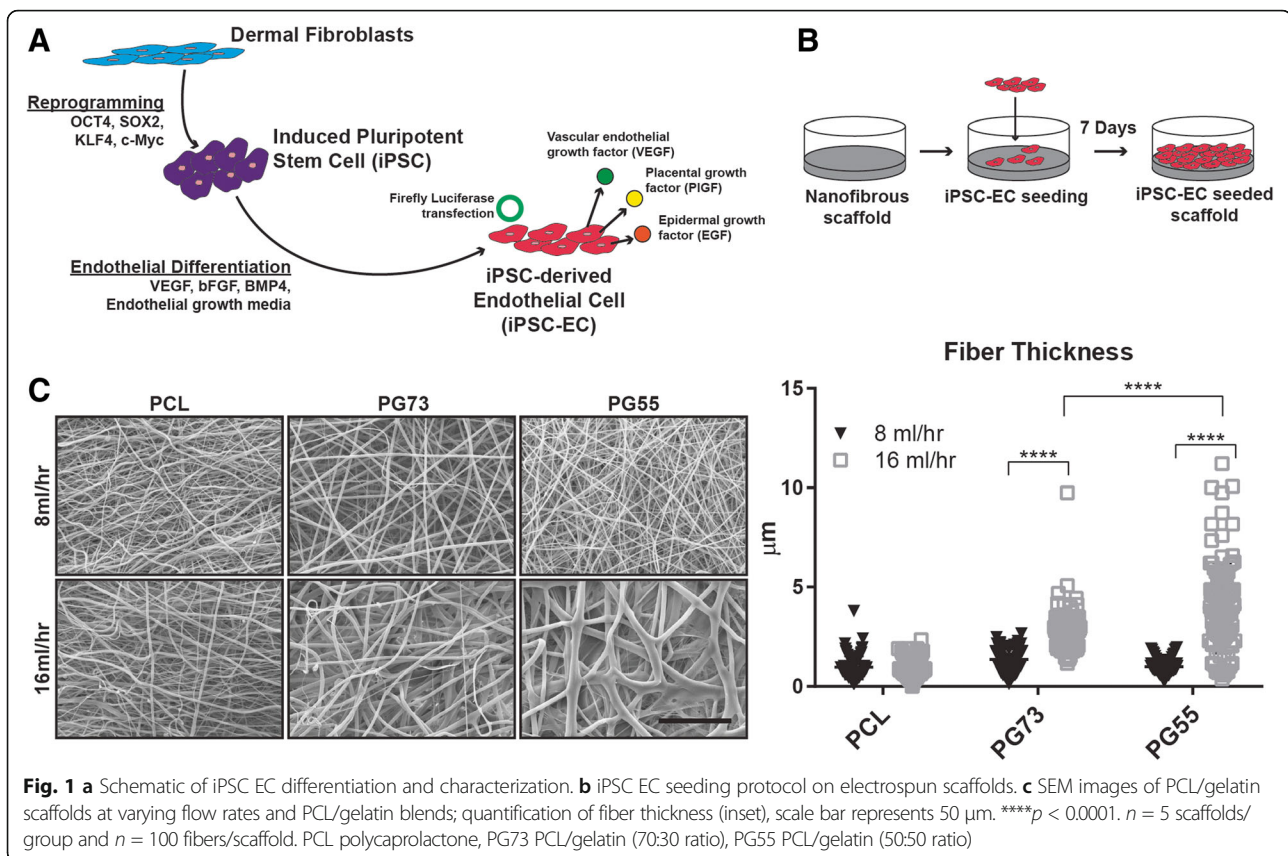 A
Dermal Fibroblasts
Reprogramming
OCT4, SOX2,
KLF4, c-Myc
Induced Pluripotent
Stem Cell (iPSC)
Firefly Luciferase
transfection
Vascular endothelial
growth factor (VEGF)
Placental growth
factor (PlGF)
Epidermal growth
factor (EGF)
Endothelial Differentiation
VEGF, bFGF, BMP4,
Endothelial growth media
iPSC-derived
Endothelial Cell
(iPSC-EC)
B
7 Days
Nanofibrous
scaffold
iPSC-EC seeding
iPSC-EC seeded
scaffold
C
PCL
PG73
PG55
8ml/hr
16ml/hr
Fiber Thickness
15
10
5
0
µm
8 ml/hr
16 ml/hr
****
****
****
PCL
PG73
PG55
Fig. 1 a Schematic of iPSC EC differentiation and characterization. b iPSC EC seeding protocol on electrospun scaffolds. c SEM images of PCL/gelatin
scaffolds at varying flow rates and PCL/gelatin blends; quantification of fiber thickness (inset), scale bar represents 50 µm. ****p < 0.0001. n = 5 scaffolds/
group and n = 100 fibers/scaffold. PCL polycaprolactone, PG73 PCL/gelatin (70:30 ratio), PG55 PCL/gelatin (50:50 ratio)